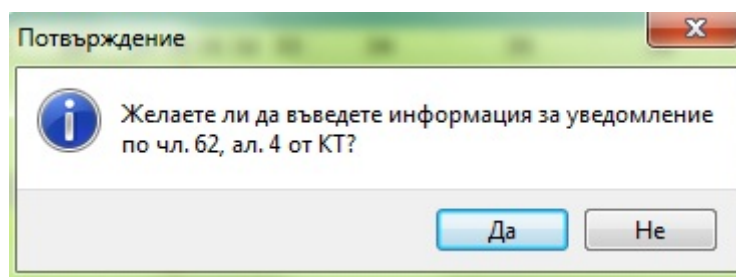 Потвърждение
Желаете ли да въведете информация за уведомление
по чл. 62, ал. 4 от КТ?
Да
Не